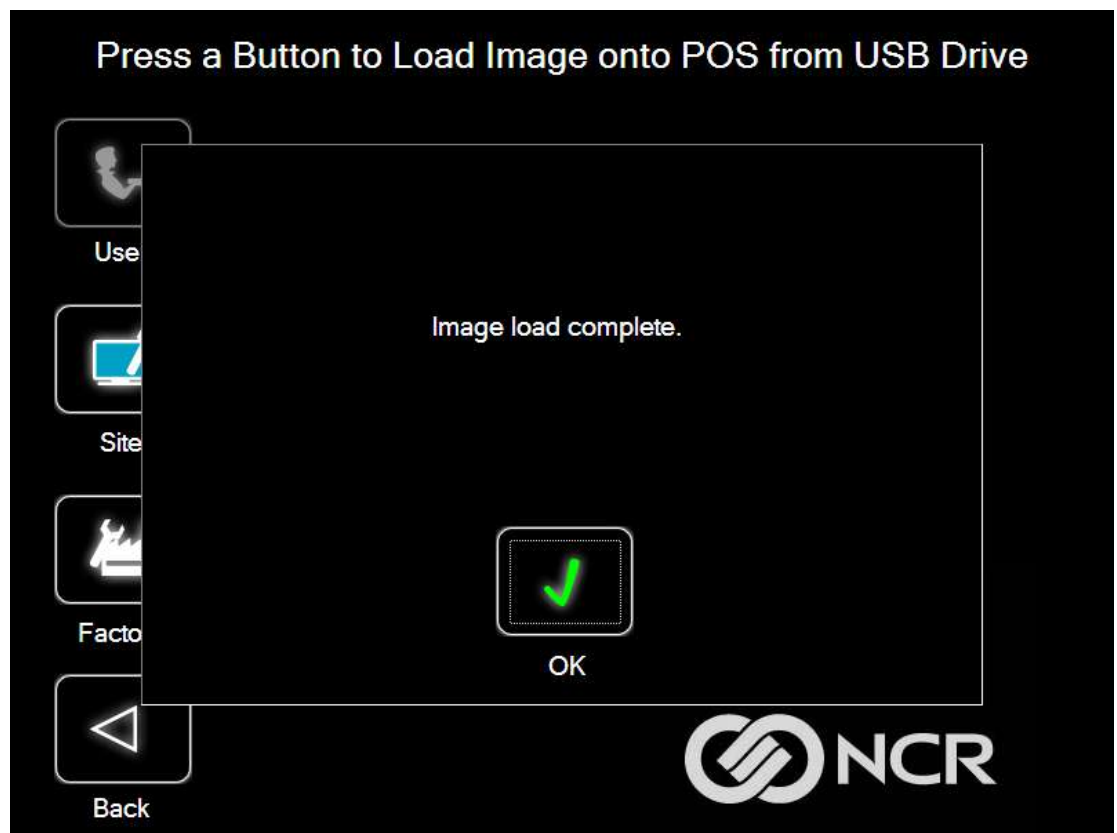 Press a Button to Load Image onto POS from USB Drive
Use
Image load complete.
Site
Facto
OK
NCR
Back